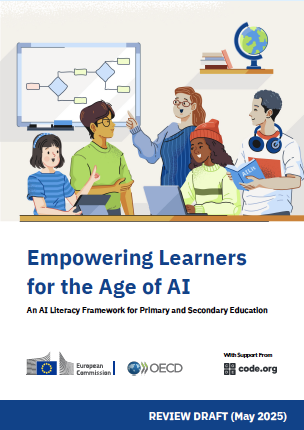 Empowering Learners
for the Age of AI
An AI Literacy Framework for Primary and Secondary Education
With Support From
European
Commission
OECD
code.org
REVIEW DRAFT (May 2025)